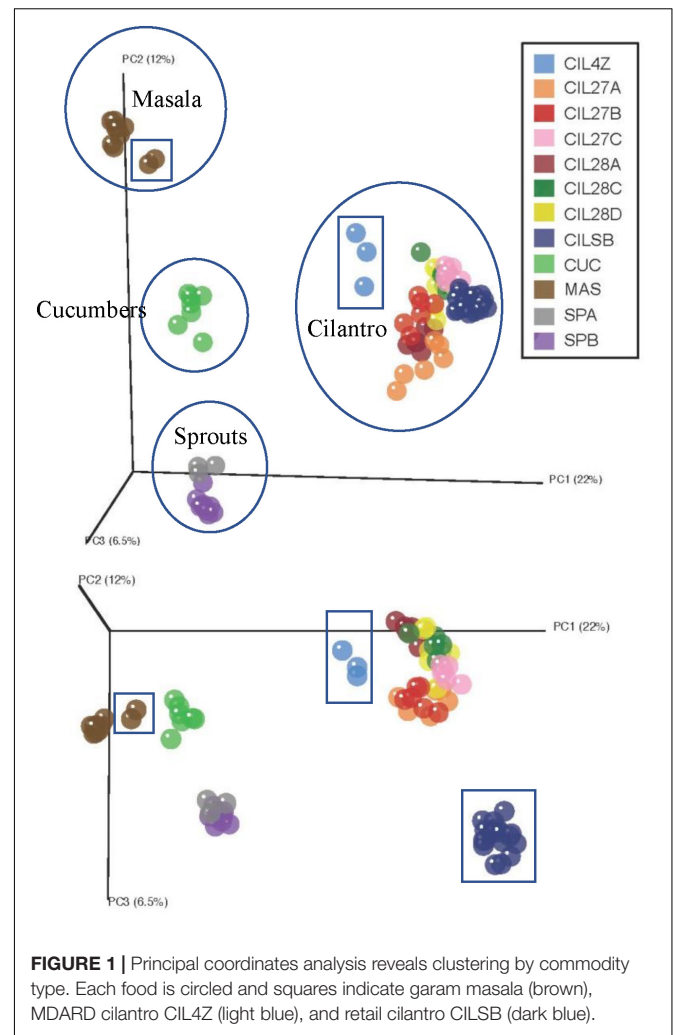 PC2 (12%)
Masala
Cucumbers
Cilantro
Sprouts
PC1 (22%)
PC3 (6.5%)
CIL4Z
CIL27A
CIL27B
CIL27C
CIL28A
CIL28C
CIL28D
CILSB
CUC
MAS
SPA
SPB
PC2 (12%)
PC1 (22%)
PC3 (6.5%)
FIGURE 1 | Principal coordinates analysis reveals clustering by commodity
type. Each food is circled and squares indicate garam masala (brown),
MDARD cilantro CIL4Z (light blue), and retail cilantro CILSB (dark blue).